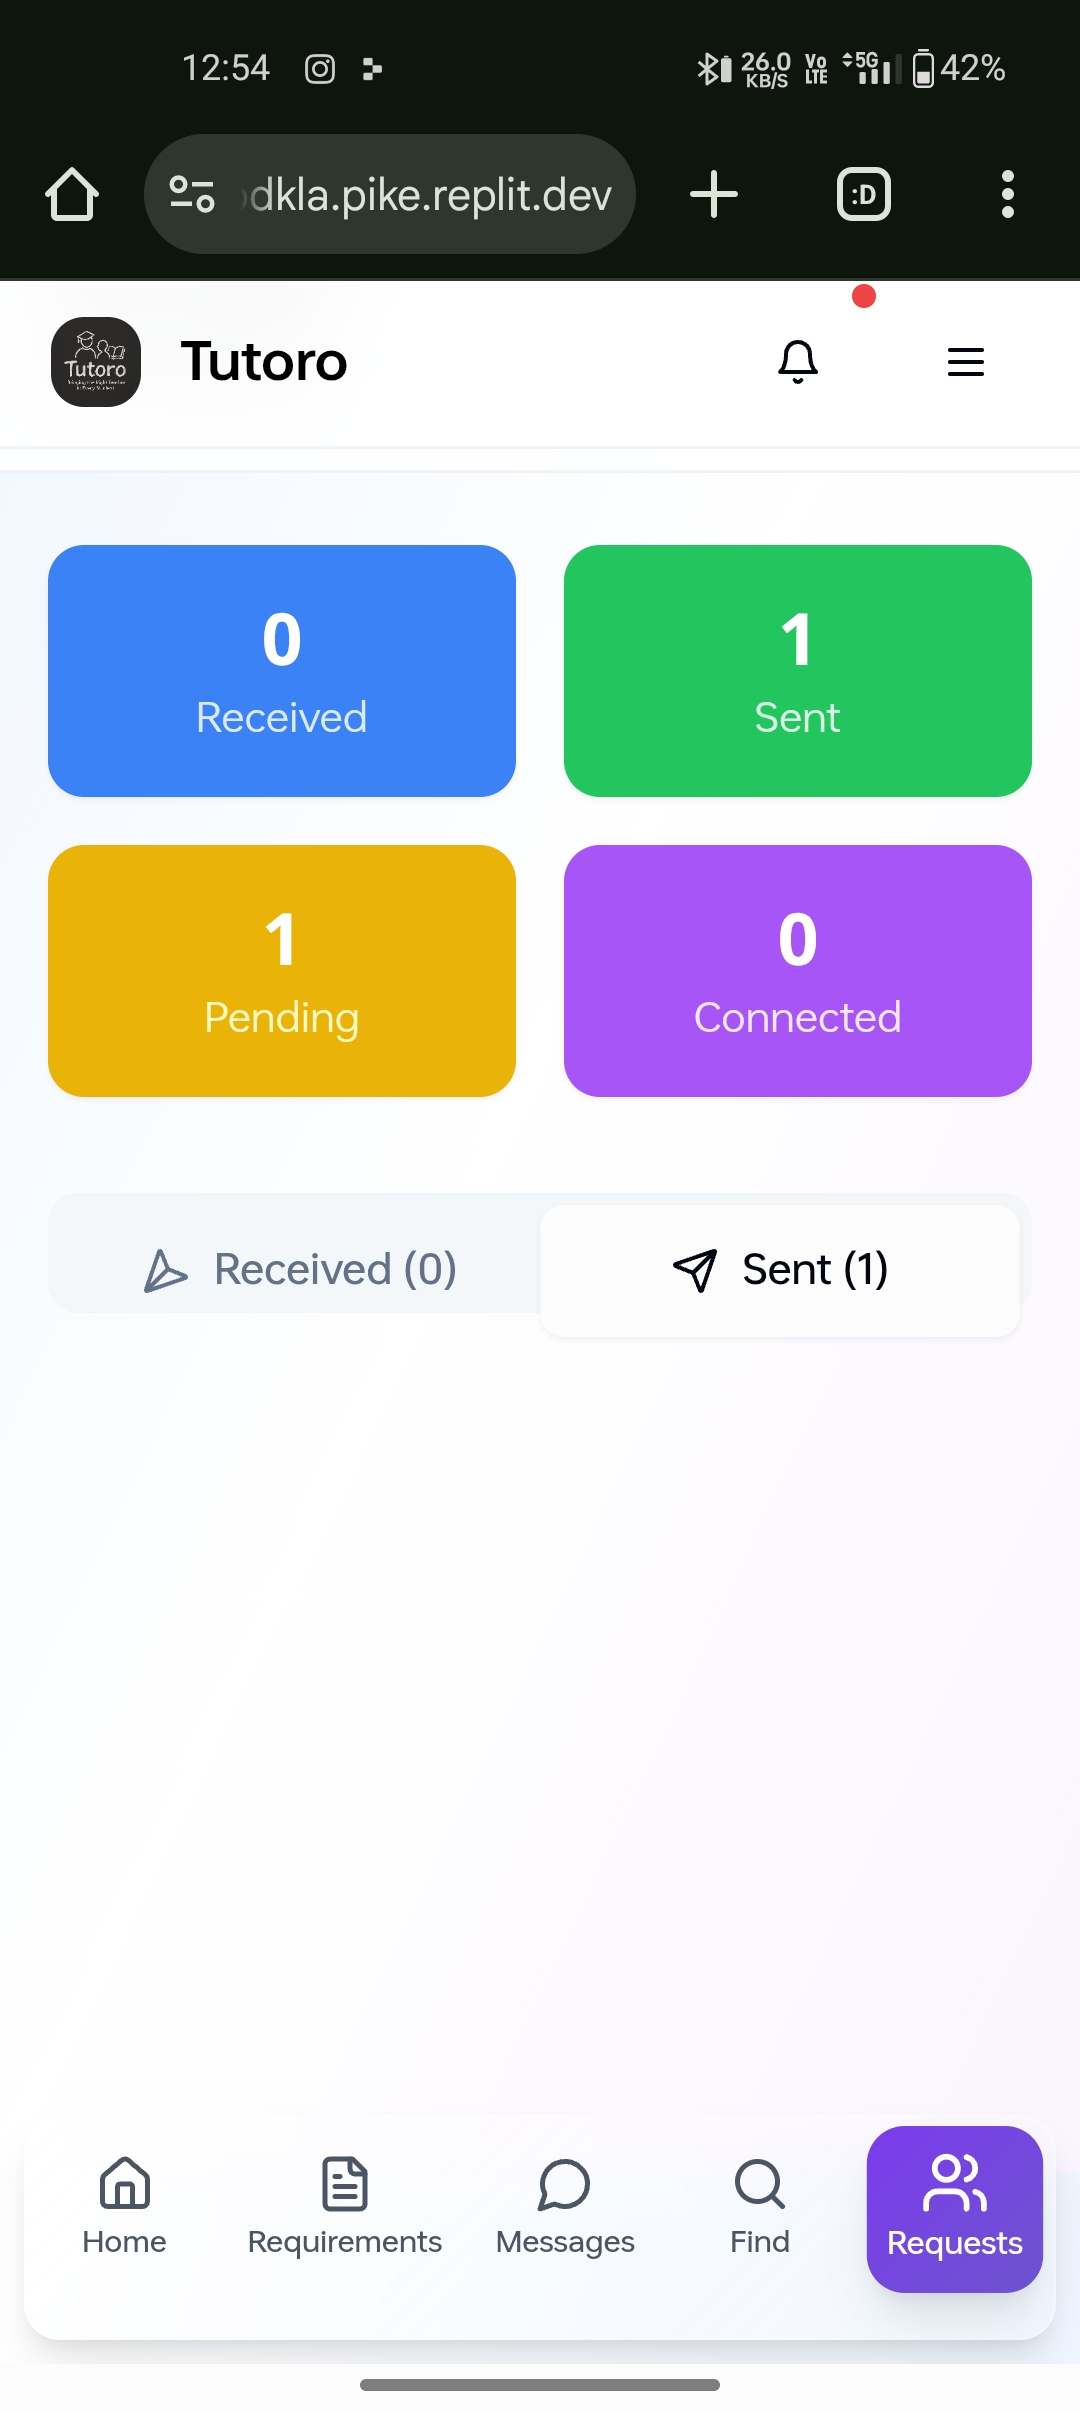 12:54
26.0
KB/S
Vo
LTE
5G
42%
dkla.pike.replit.dev
:D
Tutoro
Tutoro
0
Received
1
Sent
1
Pending
0
Connected
Received (0)
Sent (1)
Home
Requirements
Messages
Find
Requests